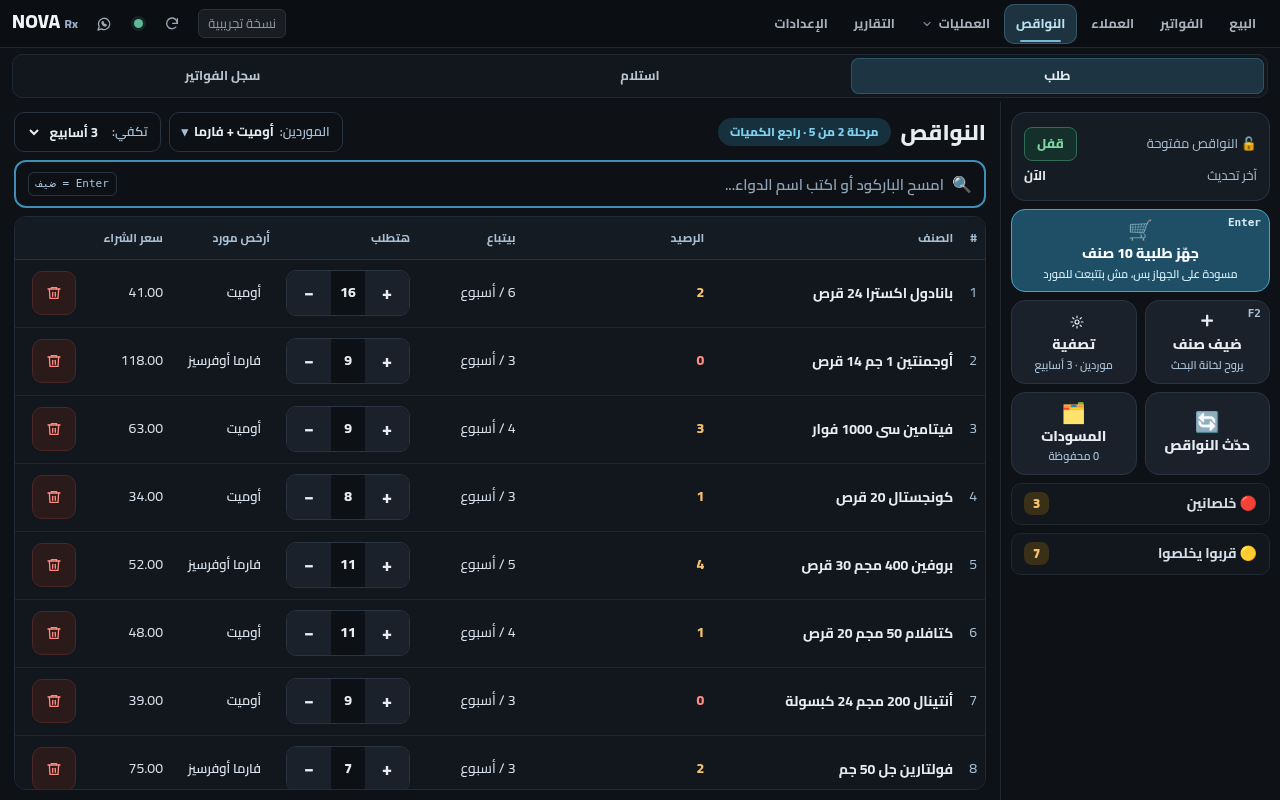 البيع
الفواتير
العملاء
النواقص
العمليات
التقارير
الإعدادات
نسخة تجريبية
NOVA Rx
طلب
استلام
سجل الفواتير
🔓 النواقص مفتوحة
قفل
آخر تحديث
الآن
Enter
🛒
جهّز طلبية 10 صنف
مسودة على الجهاز بس، مش بتتبعت للمورد
F2
+
ضيف صنف
يروح لخانة البحث
تصفية
موردين · 3 أسابيع
🔄
حدّث النواقص
🗂️
المسودات
0 محفوظة
🔴 خلصانين
3
🟡 قربوا يخلصوا
7
النواقص
مرحلة 2 من 5 · راجع الكميات
الموردين: أوميت + فارما ▾
تكفي: 3 أسابيع
🔍 امسح الباركود أو اكتب اسم الدواء...
Enter = ضيف
# الصنف الرصيد بيتباع هتطلب أرخص مورد سعر الشراء
1 بانادول اكسترا 24 قرص 2 6 / أسبوع + 16 − أوميت 41.00
2 أوجمنتين 1 جم 14 قرص 0 3 / أسبوع + 9 − فارما أوفرسيز 118.00
3 فيتامين سى 1000 فوار 3 4 / أسبوع + 9 − أوميت 63.00
4 كونجستال 20 قرص 1 3 / أسبوع + 8 − أوميت 34.00
5 بروفين 400 مجم 30 قرص 4 5 / أسبوع + 11 − فارما أوفرسيز 52.00
6 كتافلام 50 مجم 20 قرص 1 4 / أسبوع + 11 − أوميت 48.00
7 أنتينال 200 مجم 24 كبسولة 0 3 / أسبوع + 9 − أوميت 39.00
8 فولتارين جل 50 جم 2 3 / أسبوع + 7 − فارما أوفرسيز 75.00